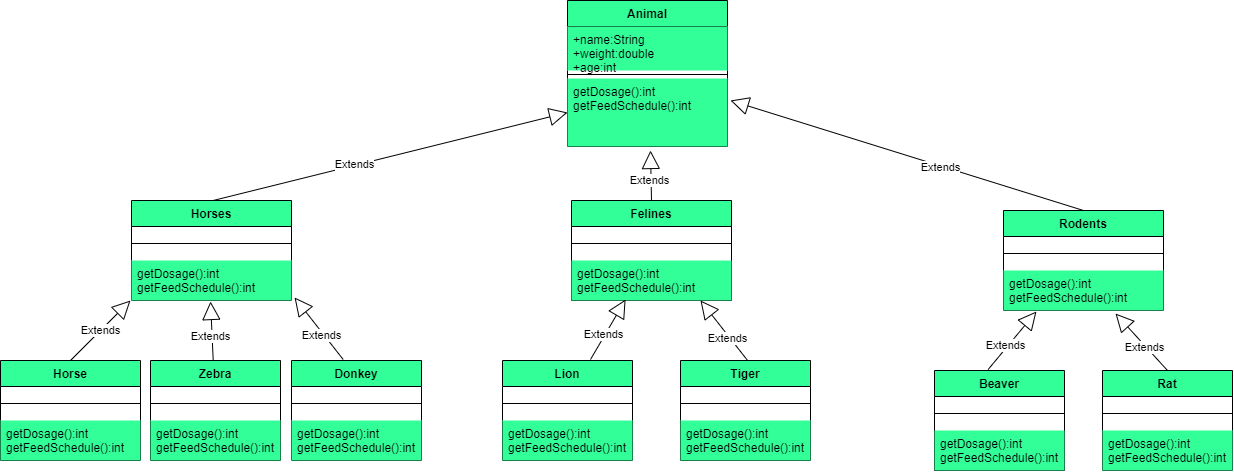 Animal
+name:String
+weight:double
+age:int
getDosage():int
getFeedSchedule():int
Extends
Extends
Extends
Horses
getDosage():int
getFeedSchedule():int
Felines
getDosage():int
getFeedSchedule():int
Rodents
getDosage():int
getFeedSchedule():int
Extends
Extends
Extends
Extends
Extends
Extends
Extends
Horse
getDosage():int
getFeedSchedule():int
Zebra
getDosage():int
getFeedSchedule():int
Donkey
getDosage():int
getFeedSchedule():int
Lion
getDosage():int
getFeedSchedule():int
Tiger
getDosage():int
getFeedSchedule():int
Beaver
getDosage():int
getFeedSchedule():int
Rat
getDosage():int
getFeedSchedule():int